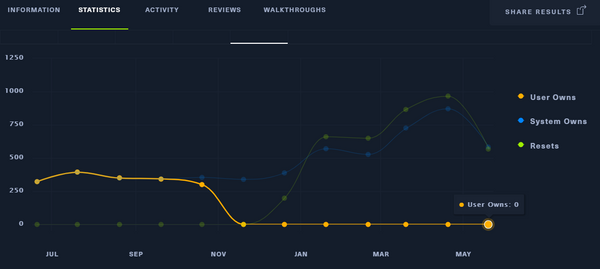 INFORMATION STATISTICS ACTIVITY REVIEWS WALKTHROUGHS SHARE RESULTS
1250
1000
750
500
250
0
User Owns
System Owns
Resets
User Owns: 0
JUL SEP NOV JAN MAR MAY